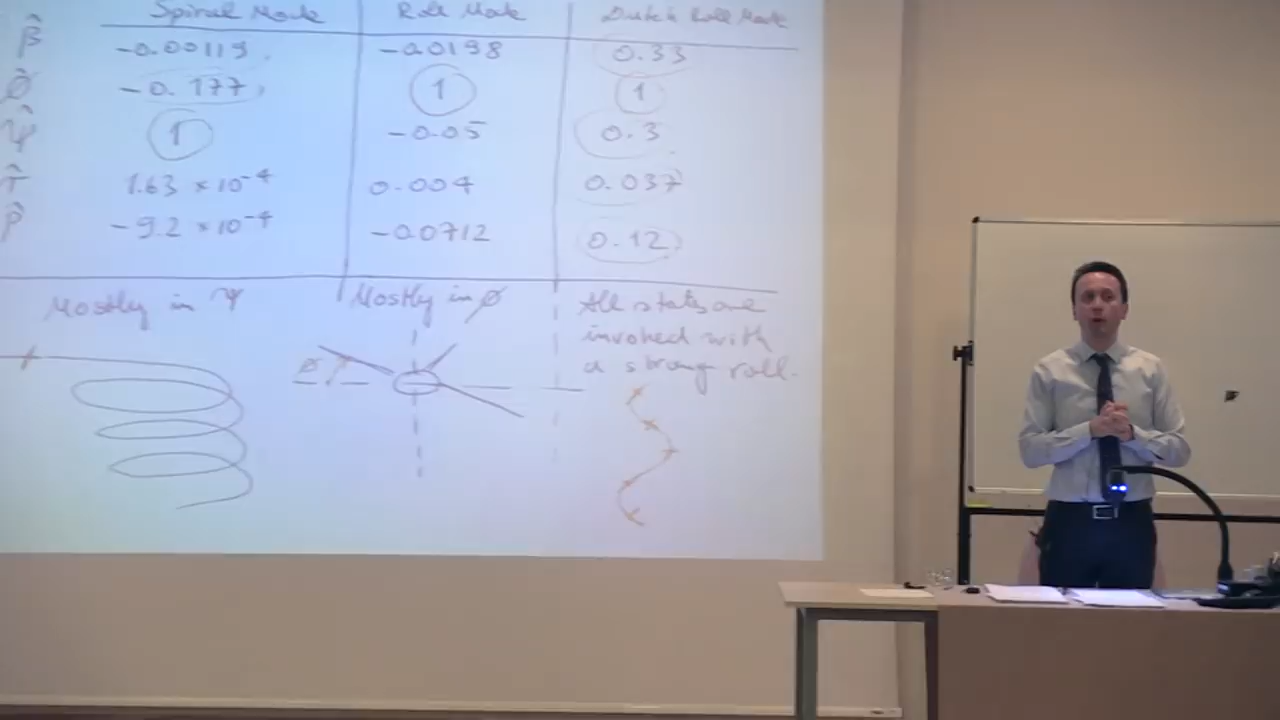 Spiral Mode Roll Mode Dutch Roll Mode
β̂ -0.00119 -0.0198 0.33
φ̂ -0.177 1 1
ψ̂ 1 -0.05 0.3
r̂ 1.63 × 10⁻⁴ 0.004 0.037
p̂ -9.2 × 10⁻⁴ -0.0712 0.12
Mostly in ψ Mostly in φ All states are
involved with
a strong roll.
φ